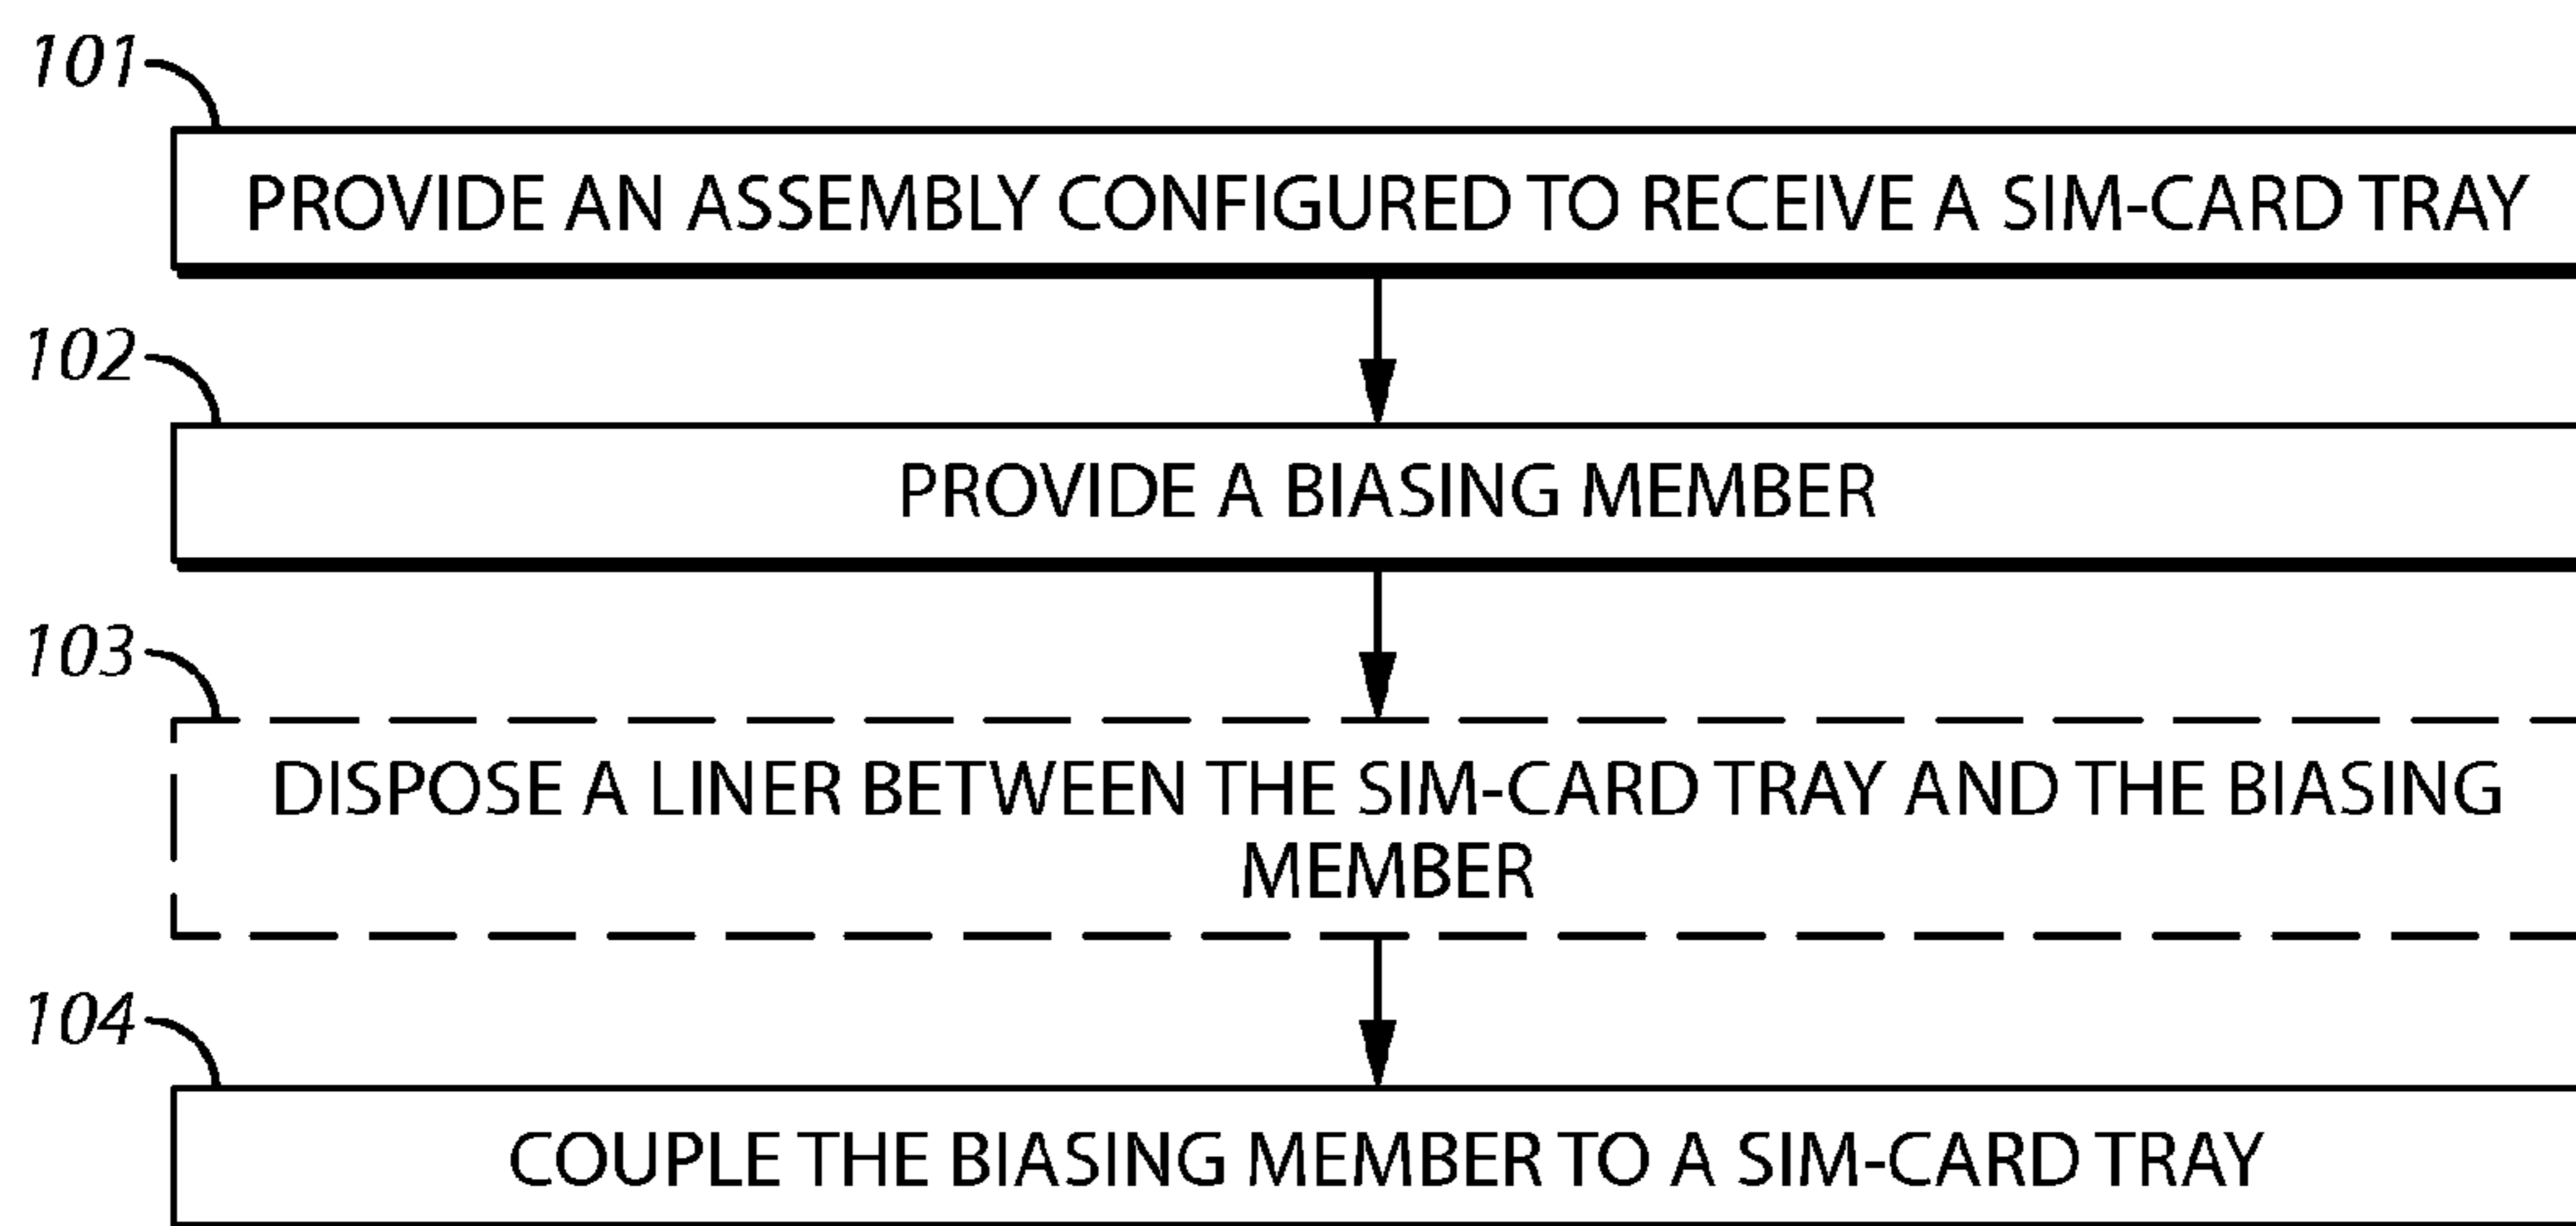 101
PROVIDE AN ASSEMBLY CONFIGURED TO RECEIVE A SIM-CARD TRAY
102
PROVIDE A BIASING MEMBER
103
DISPOSE A LINER BETWEEN THE SIM-CARD TRAY AND THE BIASING
MEMBER
104
COUPLE THE BIASING MEMBER TO A SIM-CARD TRAY